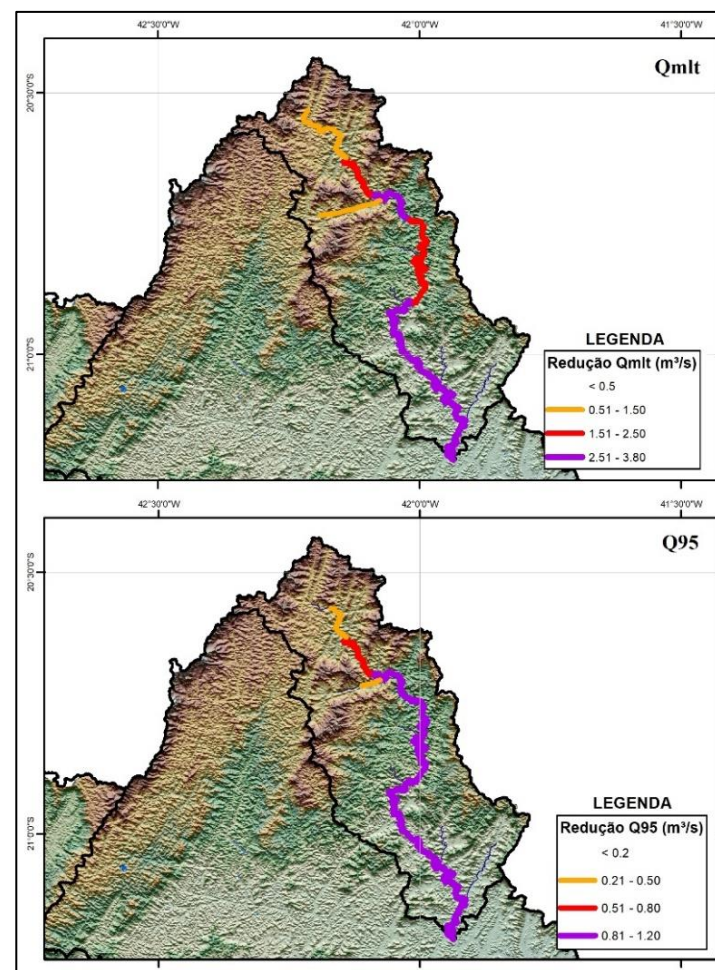 42°30'0"W 42°0'0"W 41°30'0"W
Qmlt
20°30'0"S
21°0'0"S
LEGENDA
Redução Qmlt (m³/s)
< 0.5
0.51 - 1.50
1.51 - 2.50
2.51 - 3.80
42°30'0"W 42°0'0"W 41°30'0"W
Q95
20°30'0"S
21°0'0"S
LEGENDA
Redução Q95 (m³/s)
< 0.2
0.21 - 0.50
0.51 - 0.80
0.81 - 1.20